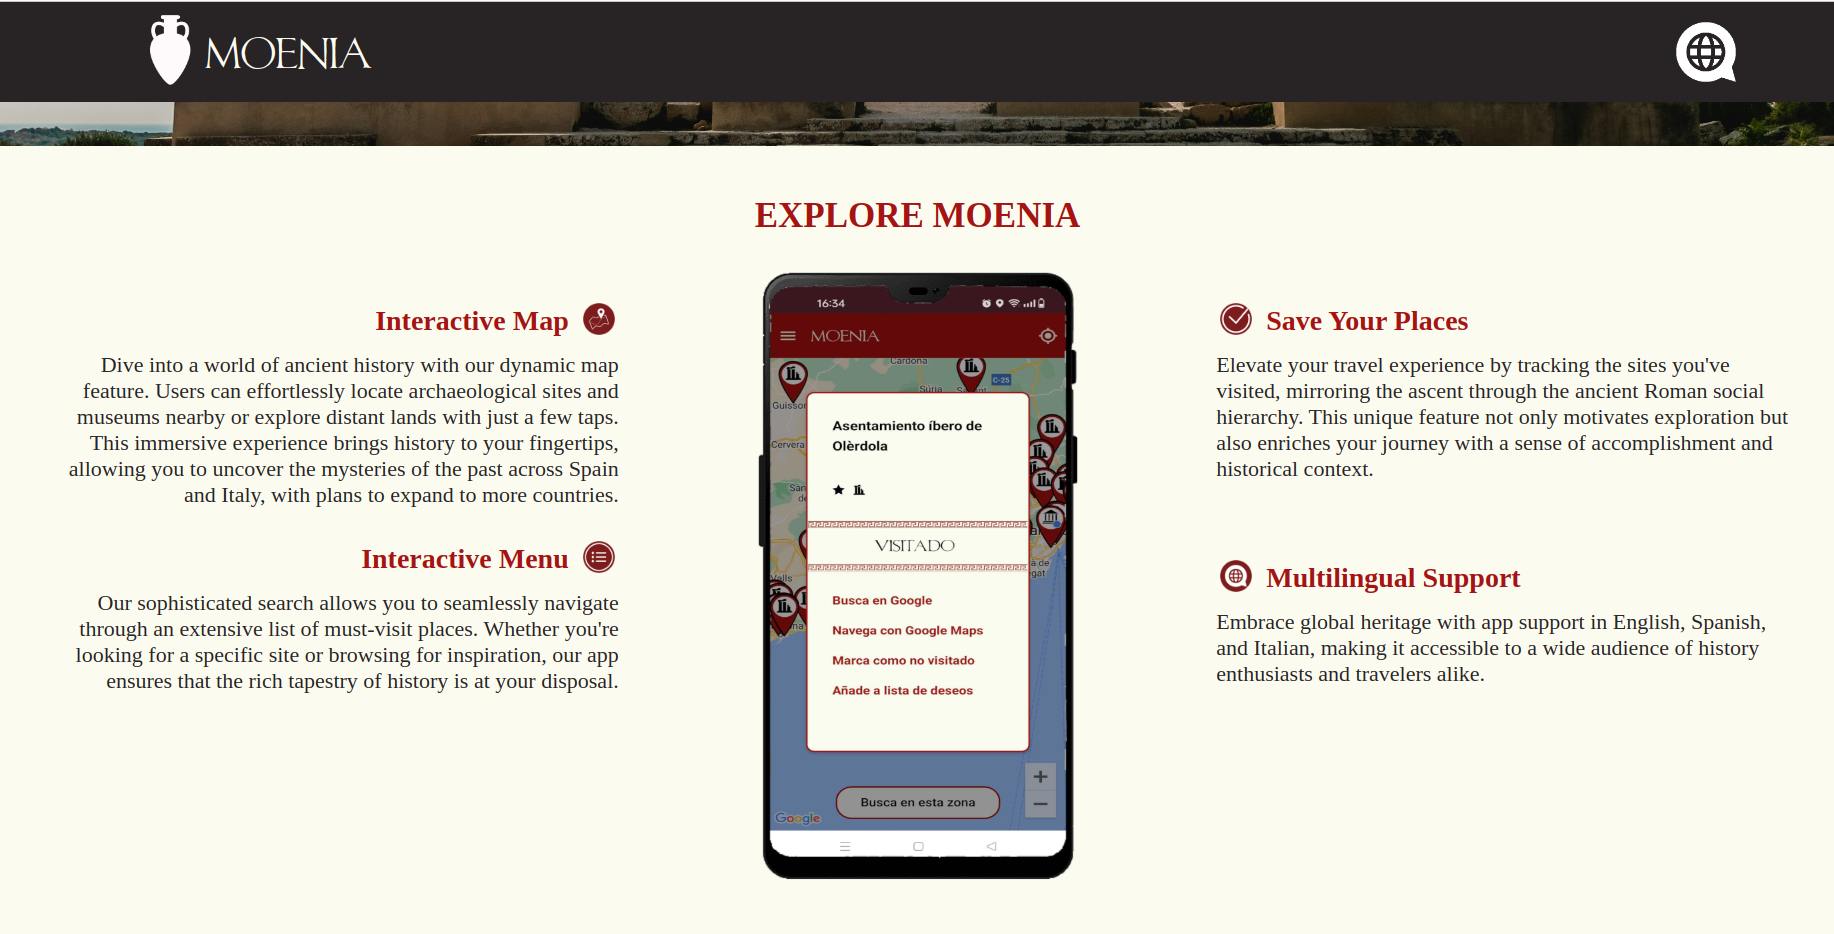 MOENIA
EXPLORE MOENIA
Interactive Map
Dive into a world of ancient history with our dynamic map
feature. Users can effortlessly locate archaeological sites and
museums nearby or explore distant lands with just a few taps.
This immersive experience brings history to your fingertips,
allowing you to uncover the mysteries of the past across Spain
and Italy, with plans to expand to more countries.
Interactive Menu
Our sophisticated search allows you to seamlessly navigate
through an extensive list of must-visit places. Whether you're
looking for a specific site or browsing for inspiration, our app
ensures that the rich tapestry of history is at your disposal.
16:34
MOENIA
Cardona
Súria
C-25
Cervera
Asentamiento íbero de
Olèrdola
VISITADO
Valls
Busca en Google
Navega con Google Maps
Marca como no visitado
Añade a lista de deseos
Busca en esta zona
Google
Save Your Places
Elevate your travel experience by tracking the sites you've
visited, mirroring the ascent through the ancient Roman social
hierarchy. This unique feature not only motivates exploration but
also enriches your journey with a sense of accomplishment and
historical context.
Multilingual Support
Embrace global heritage with app support in English, Spanish,
and Italian, making it accessible to a wide audience of history
enthusiasts and travelers alike.